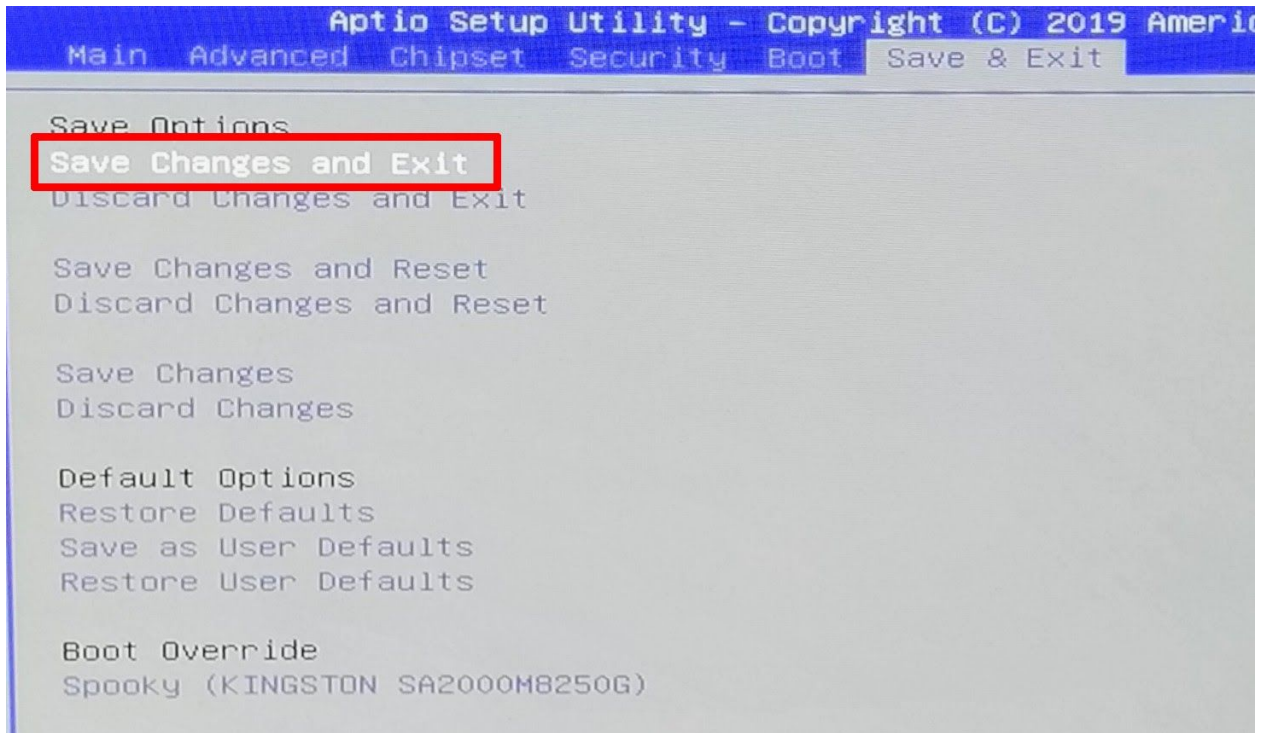 Aptio Setup Utility – Copyright (C) 2019 Americ
Main Advanced Chipset Security Boot Save & Exit
Save Options
Save Changes and Exit
Discard Changes and Exit
Save Changes and Reset
Discard Changes and Reset
Save Changes
Discard Changes
Default Options
Restore Defaults
Save as User Defaults
Restore User Defaults
Boot Override
Spooky (KINGSTON SA2000M8250G)